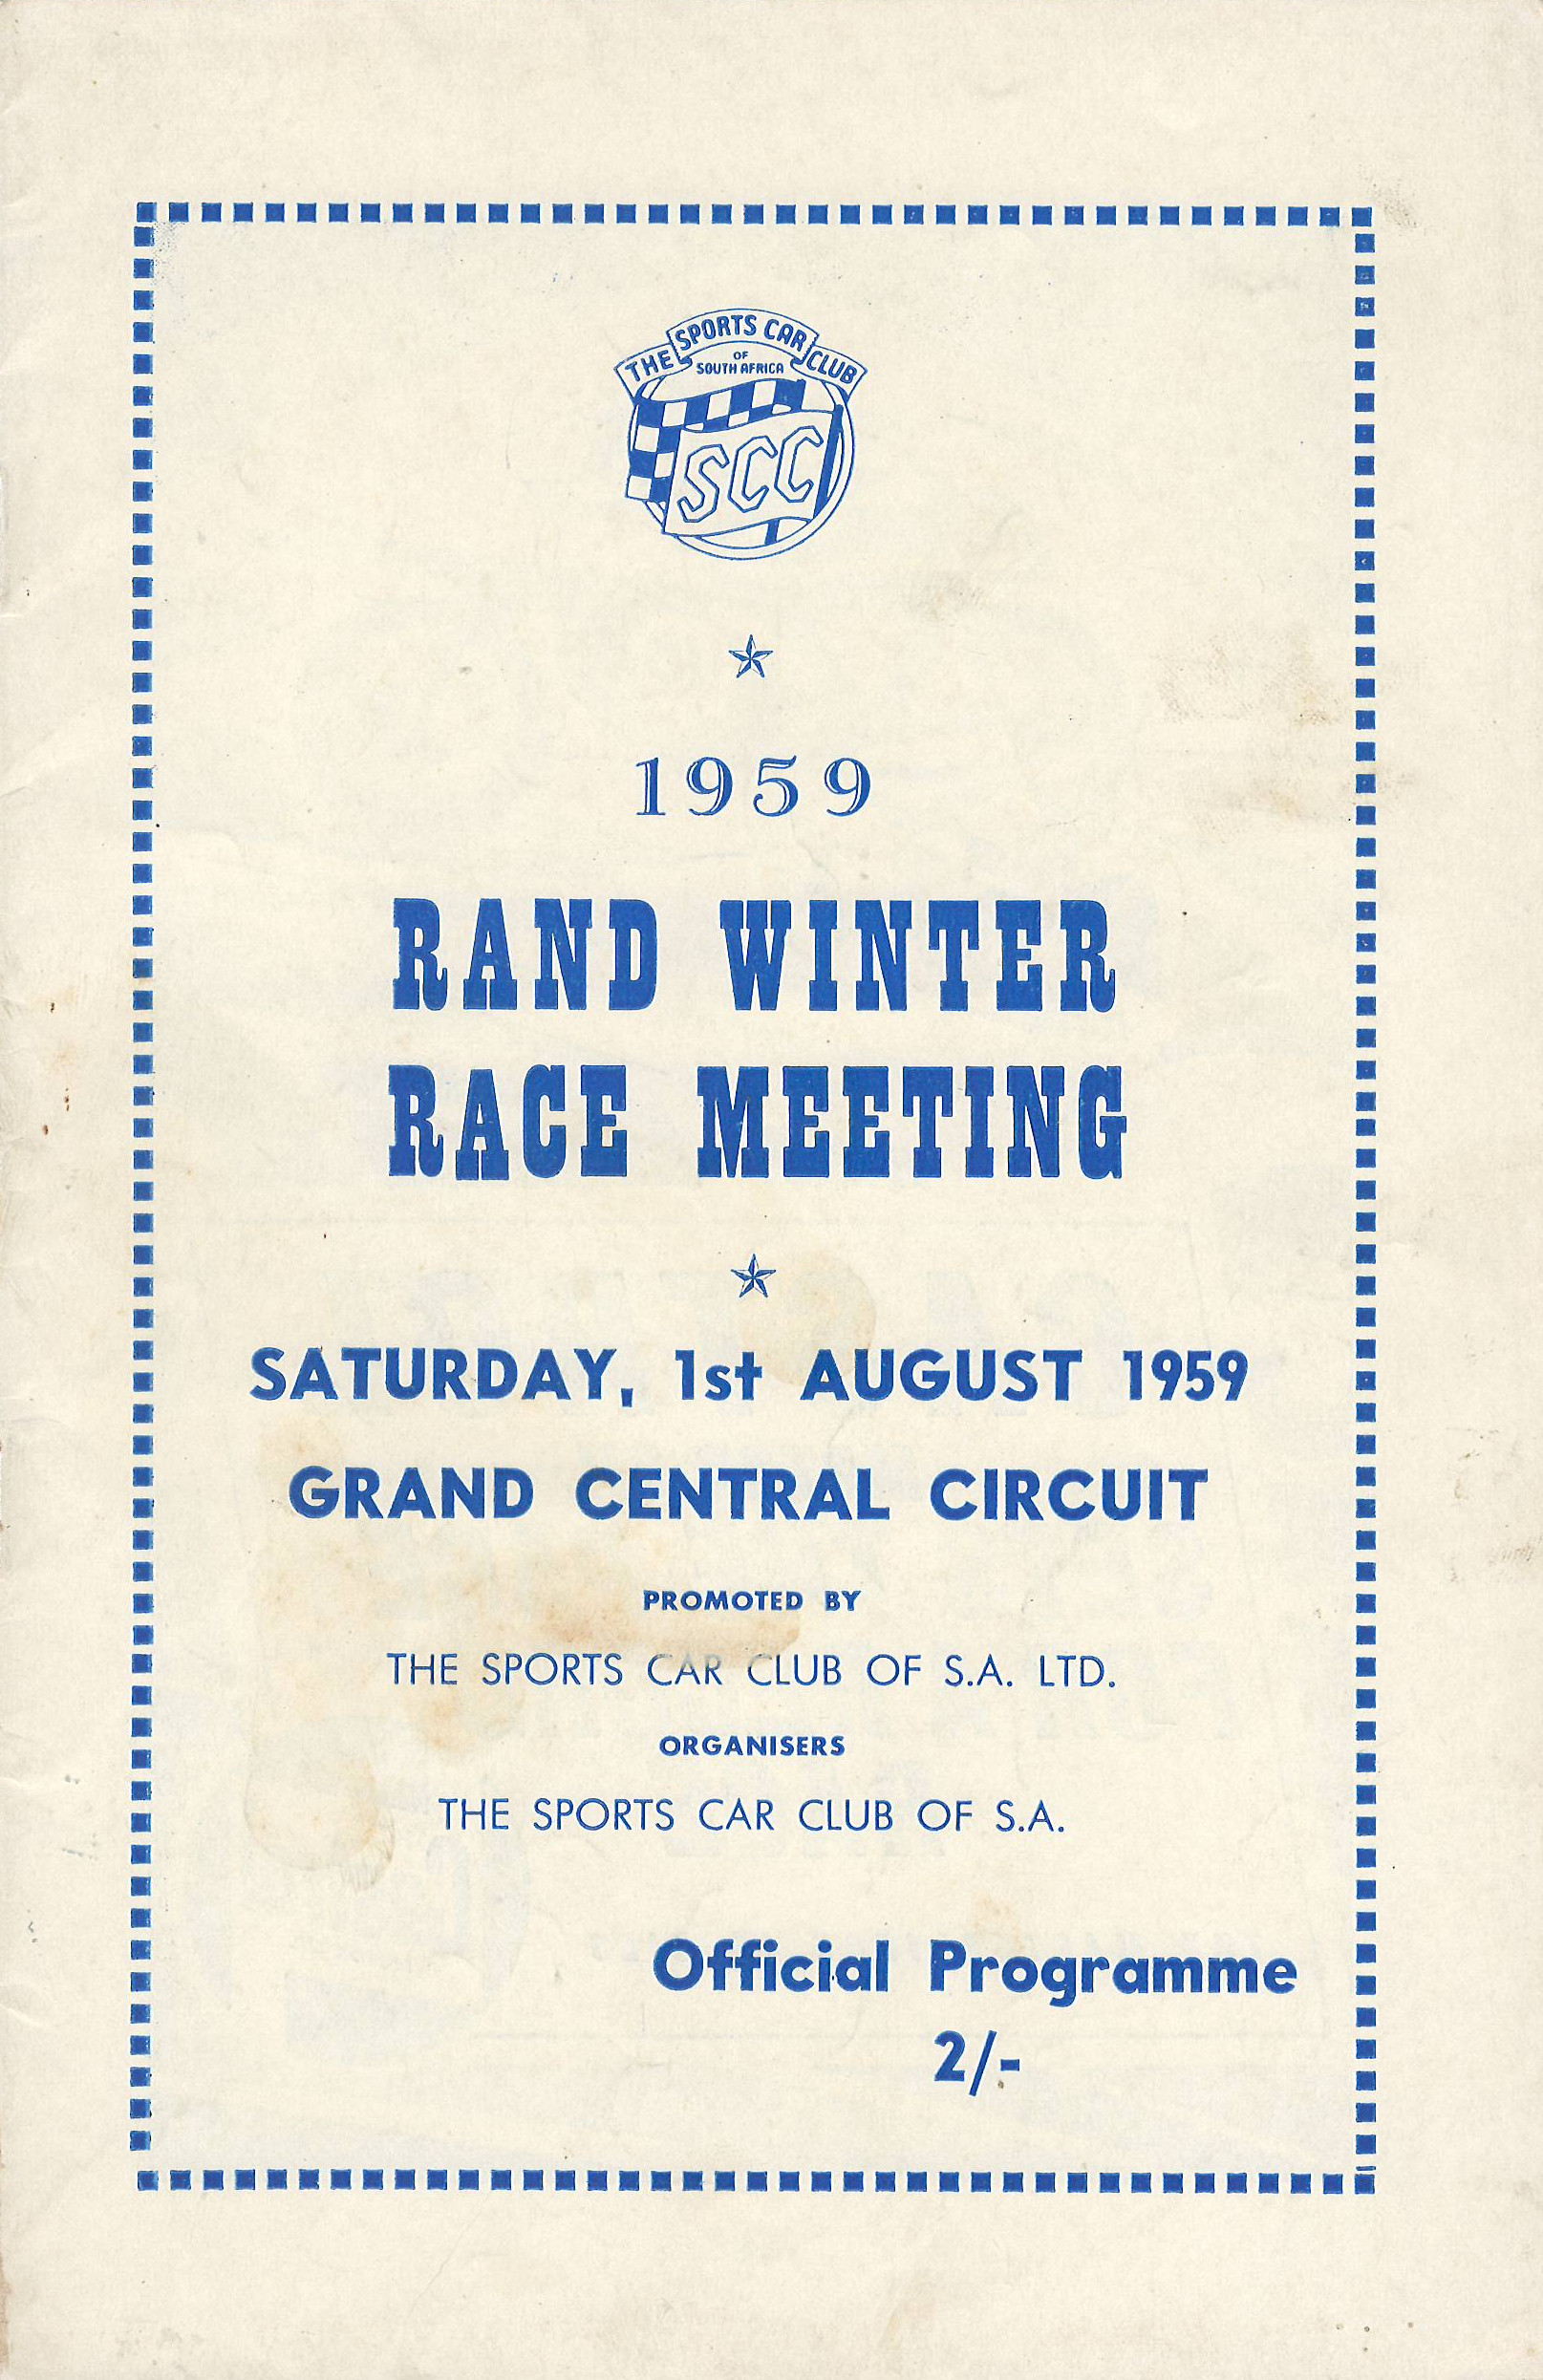 THE SPORTS CAR CLUB
OF
SOUTH AFRICA
SCC
1959
RAND WINTER
RACE MEETING
SATURDAY, 1st AUGUST 1959
GRAND CENTRAL CIRCUIT
PROMOTED BY
THE SPORTS CAR CLUB OF S.A. LTD.
ORGANISERS
THE SPORTS CAR CLUB OF S.A.
Official Programme
2/-